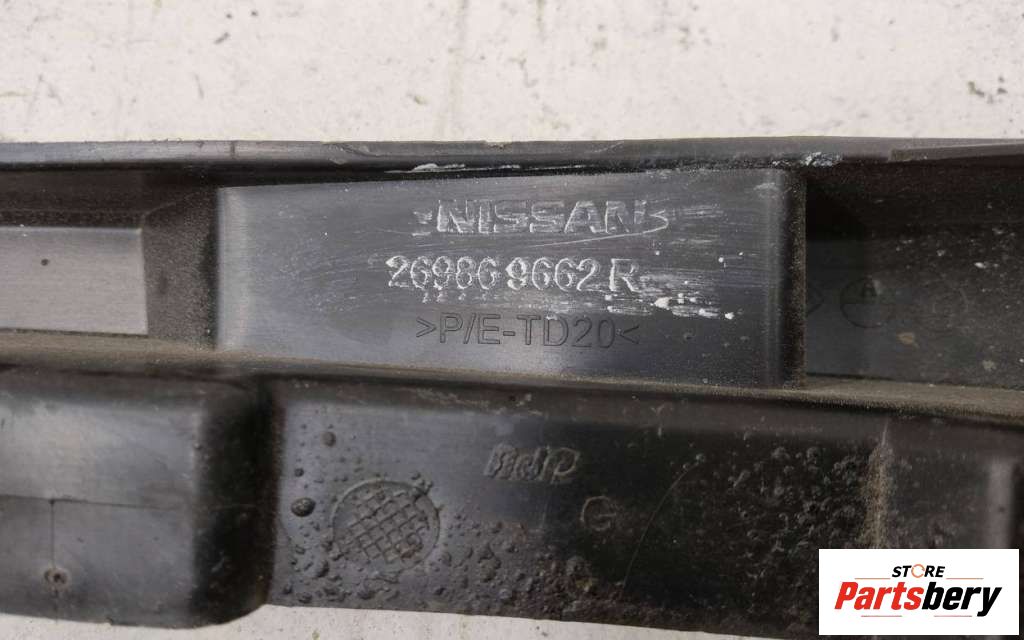 NISSAN
269869662R
>P/E-TD20<
STORE
Partsbery